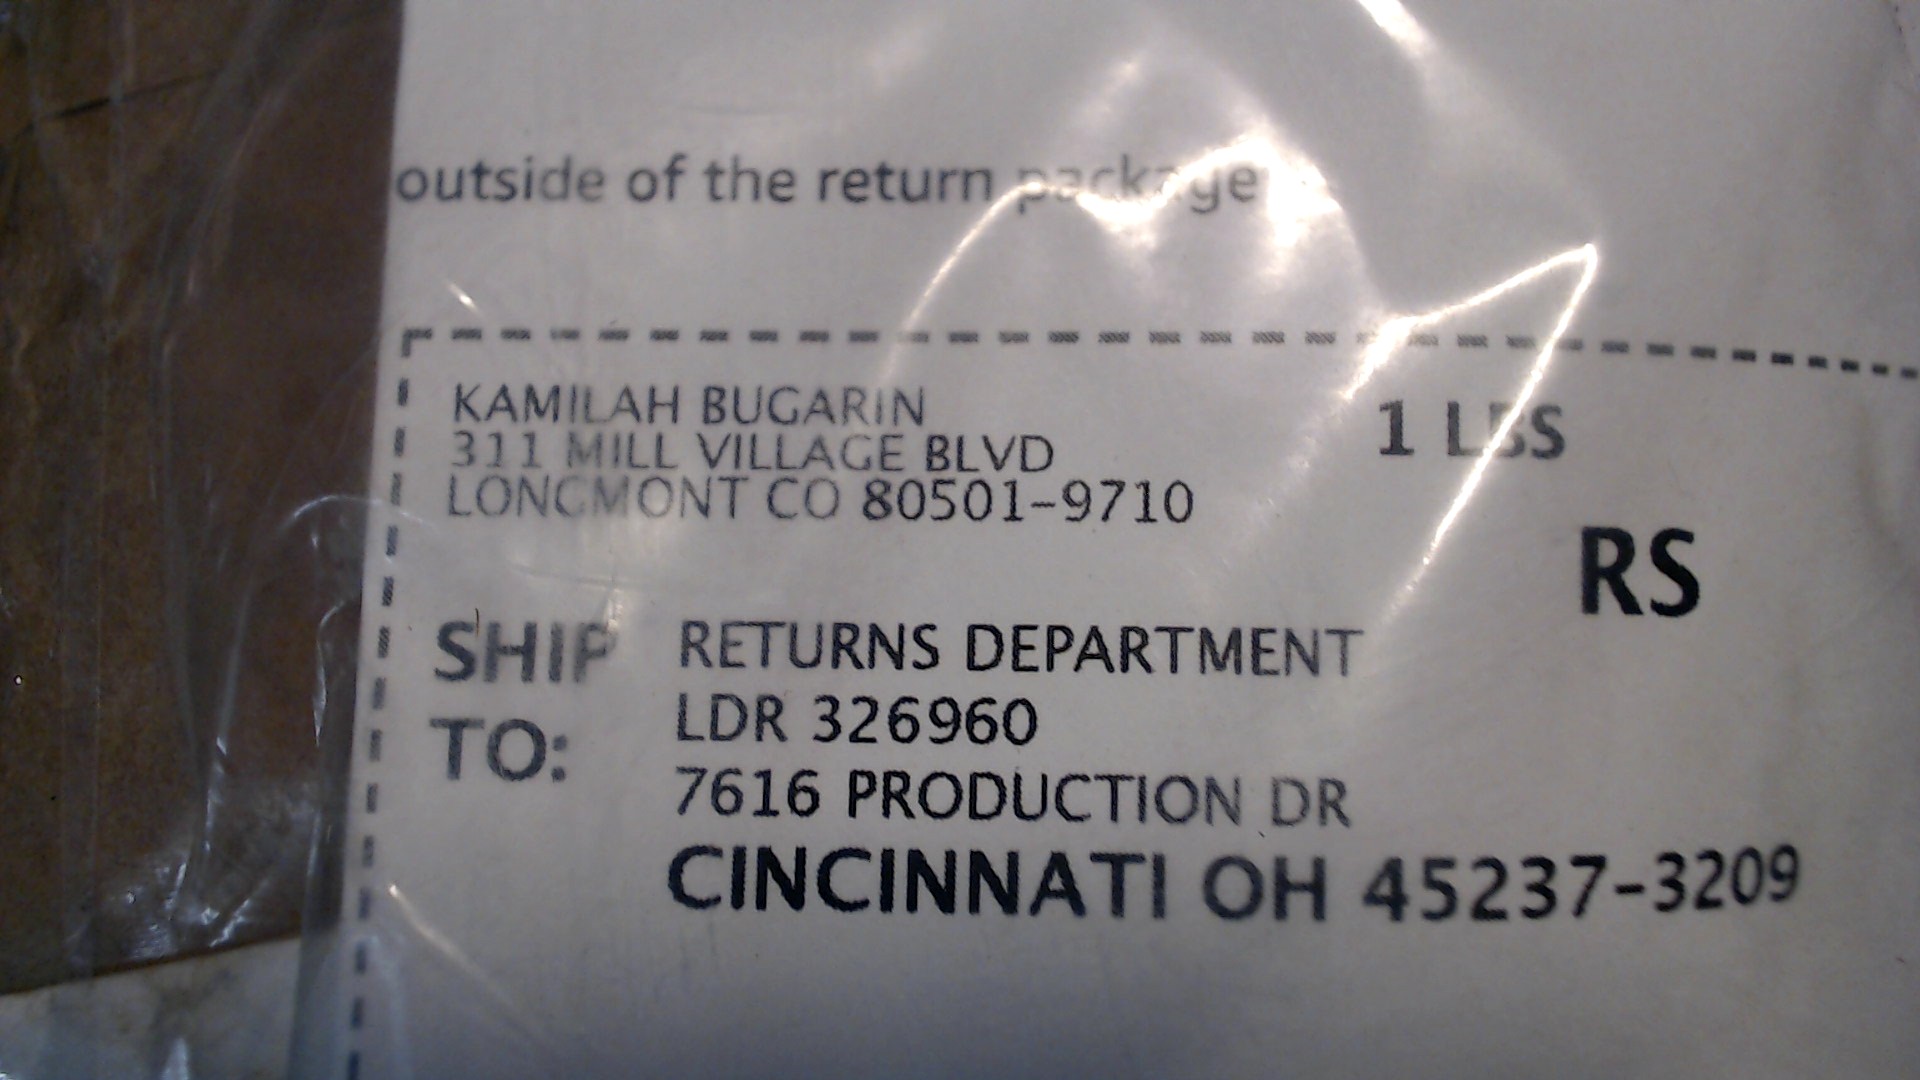 outside of the return package
KAMILAH BUGARIN
311 MILL VILLAGE BLVD
LONGMONT CO 80501-9710
1 LBS
RS
SHIP TO:
RETURNS DEPARTMENT
LDR 326960
7616 PRODUCTION DR
CINCINNATI OH 45237-3209